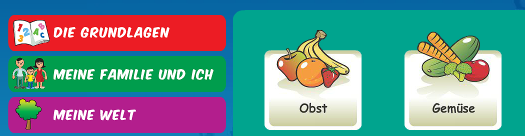 DIE GRUNDLAGEN
MEINE FAMILIE UND ICH
MEINE WELT
Obst
Gemüse